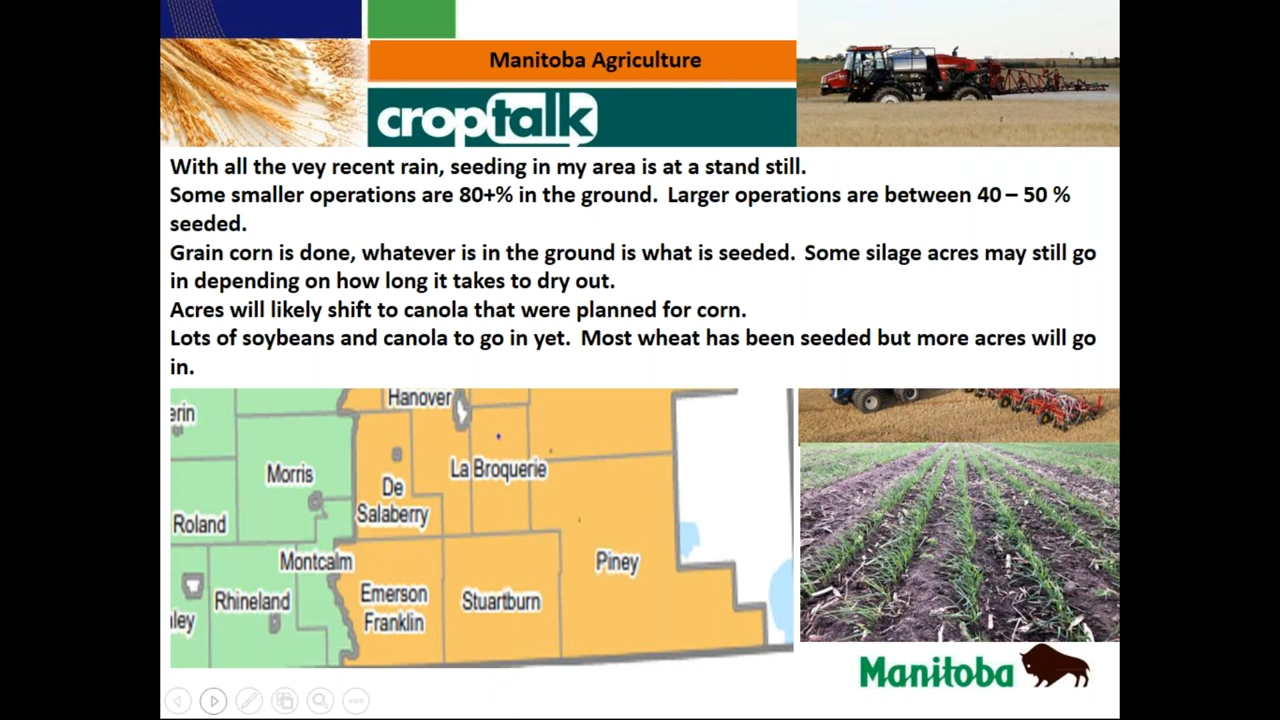 Manitoba Agriculture
croptalk
With all the vey recent rain, seeding in my area is at a stand still.
Some smaller operations are 80+% in the ground. Larger operations are between 40 – 50 %
seeded.
Grain corn is done, whatever is in the ground is what is seeded. Some silage acres may still go
in depending on how long it takes to dry out.
Acres will likely shift to canola that were planned for corn.
Lots of soybeans and canola to go in yet. Most wheat has been seeded but more acres will go
in.
Hanover
erin
La Broquerie
Morris
De
Salaberry
Roland
Montcalm
Piney
Rhineland
Emerson
Franklin
Stuartburn
ley
Manitoba